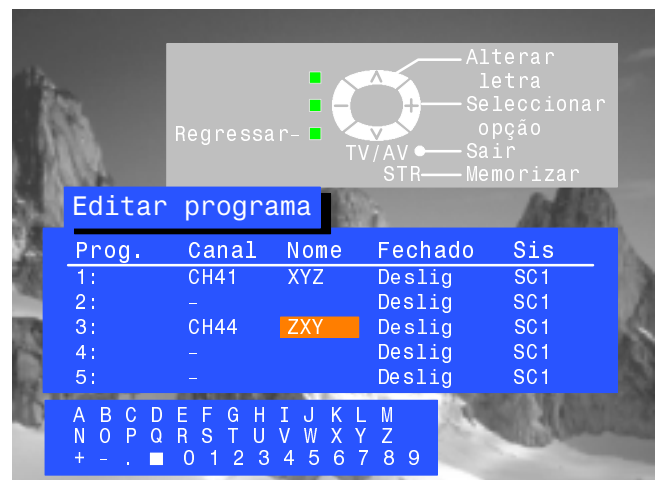 Alterar
letra
Seleccionar
opção
Regressar–
TV/AV Sair
STR Memorizar
Editar programa
Prog. Canal Nome Fechado Sis
1: CH41 XYZ Deslig SC1
2: – Deslig SC1
3: CH44 ZXY Deslig SC1
4: – Deslig SC1
5: – Deslig SC1
A B C D E F G H I J K L M
N O P Q R S T U V W X Y Z
+ – . ■ 0 1 2 3 4 5 6 7 8 9